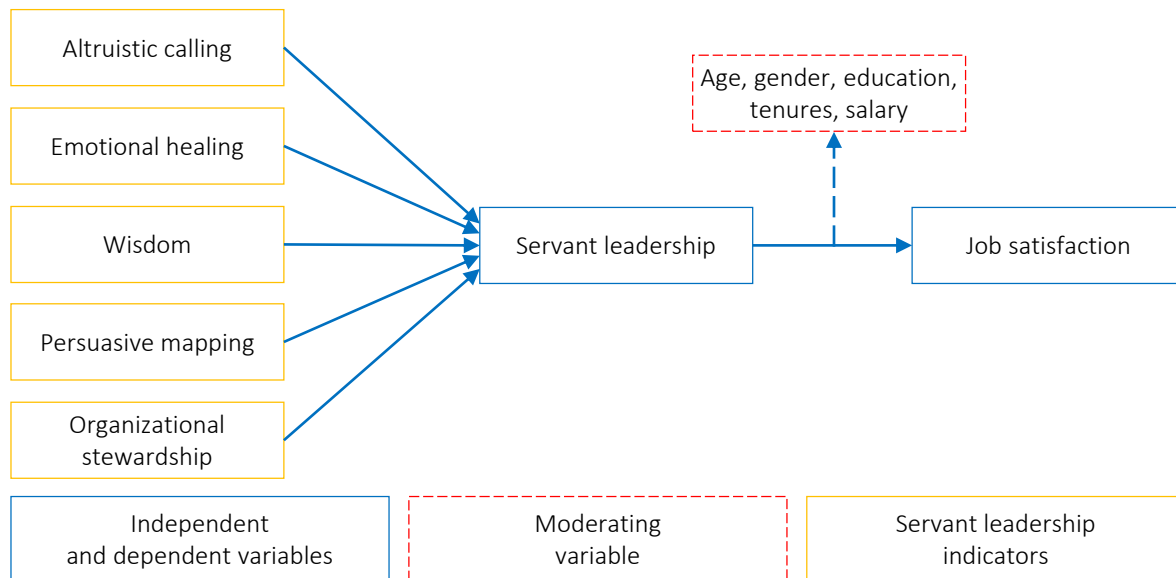 Altruistic calling
Emotional healing
Wisdom
Persuasive mapping
Organizational
stewardship
Servant leadership
Age, gender, education,
tenures, salary
Job satisfaction
Independent
and dependent variables
Moderating
variable
Servant leadership
indicators